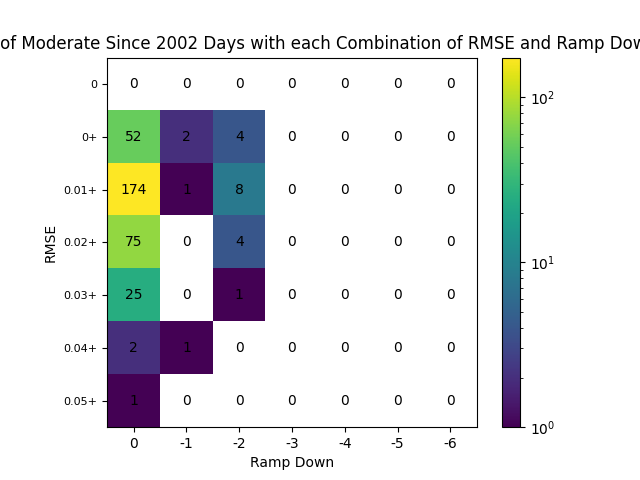 of Moderate Since 2002 Days with each Combination of RMSE and Ramp Dow
0 0 0 0 0 0 0 0
0+ 52 2 4 0 0 0 0
0.01+ 174 1 8 0 0 0 0
0.02+ 75 0 4 0 0 0 0
0.03+ 25 0 1 0 0 0 0
0.04+ 2 1 0 0 0 0 0
0.05+ 1 0 0 0 0 0 0
0 -1 -2 -3 -4 -5 -6
Ramp Down
RMSE
10²
10¹
10⁰